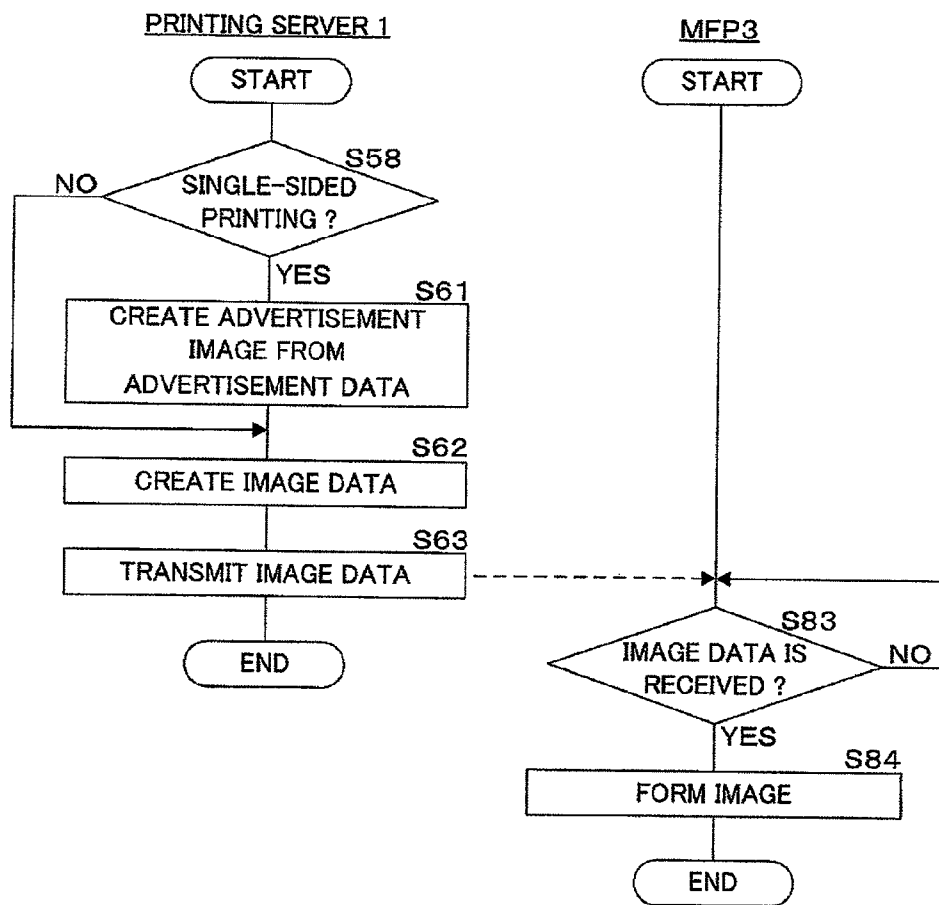 PRINTING SERVER 1
START
S58
NO
SINGLE-SIDED
PRINTING ?
YES
S61
CREATE ADVERTISEMENT
IMAGE FROM
ADVERTISEMENT DATA
S62
CREATE IMAGE DATA
S63
TRANSMIT IMAGE DATA
END
MFP3
START
S83
IMAGE DATA IS
RECEIVED ?
NO
YES
S84
FORM IMAGE
END